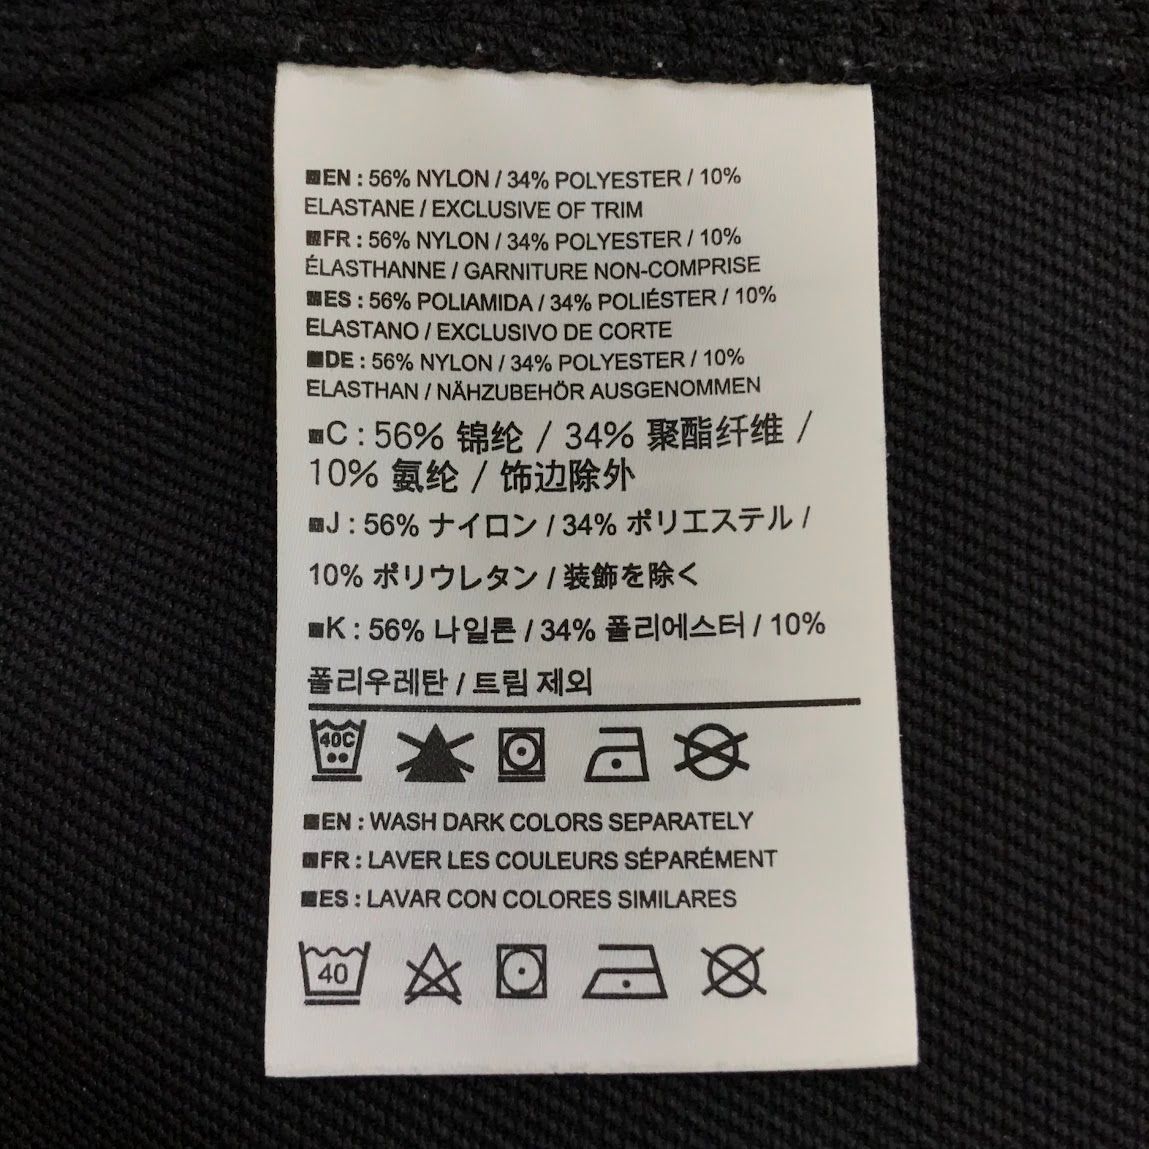 ■EN : 56% NYLON / 34% POLYESTER / 10%
ELASTANE / EXCLUSIVE OF TRIM
■FR : 56% NYLON / 34% POLYESTER / 10%
ÉLASTHANNE / GARNITURE NON-COMPRISE
■ES : 56% POLIAMIDA / 34% POLIÉSTER / 10%
ELASTANO / EXCLUSIVO DE CORTE
■DE : 56% NYLON / 34% POLYESTER / 10%
ELASTHAN / NÄHZUBEHÖR AUSGENOMMEN
■C : 56% 锦纶 / 34% 聚酯纤维 /
10% 氨纶 / 饰边除外
■J : 56% ナイロン / 34% ポリエステル /
10% ポリウレタン / 装飾を除く
■K : 56% 나일론 / 34% 폴리에스터 / 10%
폴리우레탄 / 트림 제외
40C
■EN : WASH DARK COLORS SEPARATELY
■FR : LAVER LES COULEURS SÉPARÉMENT
■ES : LAVAR CON COLORES SIMILARES
40